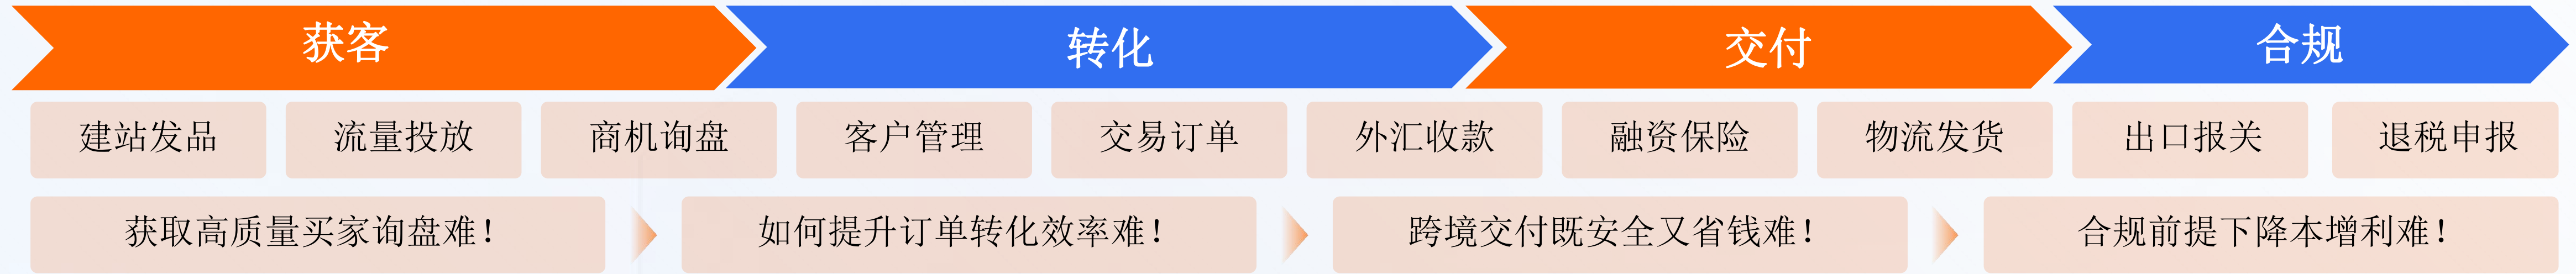 获客 转化 交付 合规
建站发品 流量投放 商机询盘 客户管理 交易订单 外汇收款 融资保险 物流发货 出口报关 退税申报
获取高质量买家询盘难！ 如何提升订单转化效率难！ 跨境交付既安全又省钱难！ 合规前提下降本增利难！